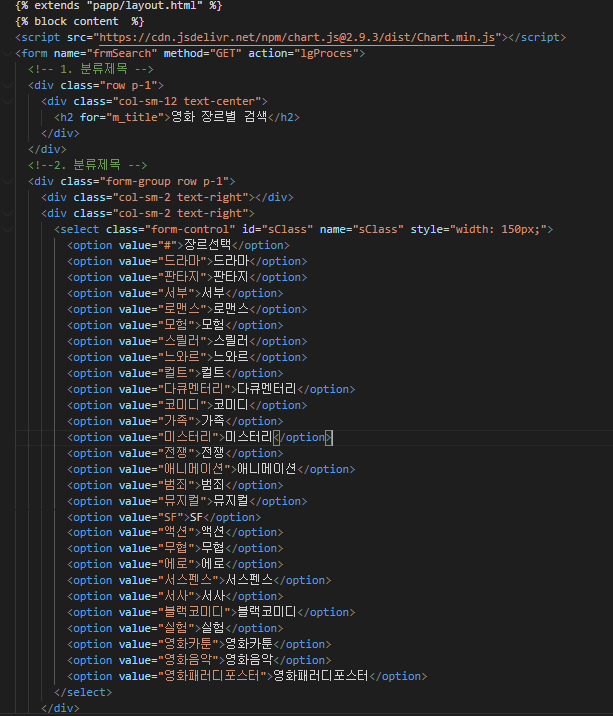 {% extends "papp/layout.html" %}
{% block content  %}
<script src="https://cdn.jsdelivr.net/npm/chart.js@2.9.3/dist/Chart.min.js"></script>
<form name="frmSearch" method="GET" action="lgProces">
  <!-- 1. 분류제목 -->
  <div class="row p-1">
    <div class="col-sm-12 text-center">
      <h2 for="m_title">영화 장르별 검색</h2>
    </div>
  </div>
  <!--2. 분류제목 -->
  <div class="form-group row p-1">
    <div class="col-sm-2 text-right"></div>
    <div class="col-sm-2 text-right">
      <select class="form-control" id="sClass" name="sClass" style="width: 150px;">
        <option value="#">장르선택</option>
        <option value="드라마">드라마</option>
        <option value="판타지">판타지</option>
        <option value="서부">서부</option>
        <option value="로맨스">로맨스</option>
        <option value="모험">모험</option>
        <option value="스릴러">스릴러</option>
        <option value="느와르">느와르</option>
        <option value="컬트">컬트</option>
        <option value="다큐멘터리">다큐멘터리</option>
        <option value="코미디">코미디</option>
        <option value="가족">가족</option>
        <option value="미스터리">미스터리</option>
        <option value="전쟁">전쟁</option>
        <option value="애니메이션">애니메이션</option>
        <option value="범죄">범죄</option>
        <option value="뮤지컬">뮤지컬</option>
        <option value="SF">SF</option>
        <option value="액션">액션</option>
        <option value="무협">무협</option>
        <option value="에로">에로</option>
        <option value="서스펜스">서스펜스</option>
        <option value="서사">서사</option>
        <option value="블랙코미디">블랙코미디</option>
        <option value="실험">실험</option>
        <option value="영화카툰">영화카툰</option>
        <option value="영화음악">영화음악</option>
        <option value="영화패러디포스터">영화패러디포스터</option>
      </select>
    </div>